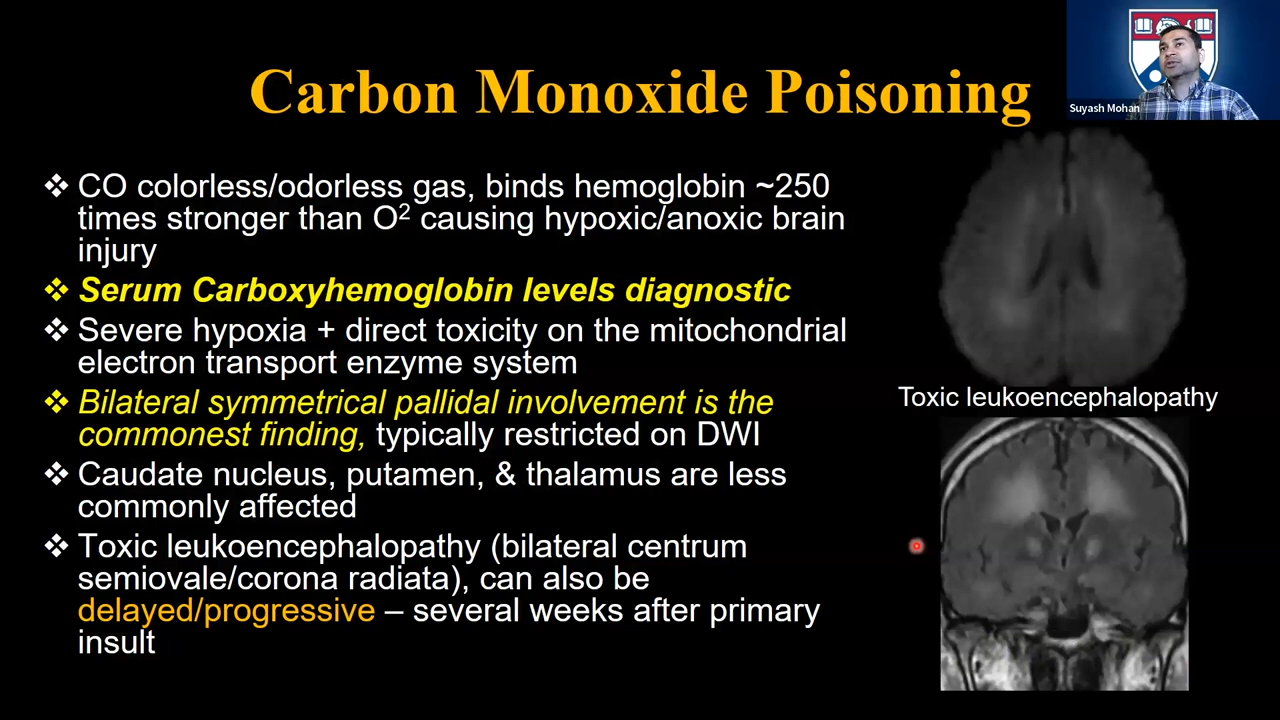 Carbon Monoxide Poisoning
Suyash Mohan
❖ CO colorless/odorless gas, binds hemoglobin ~250
times stronger than O² causing hypoxic/anoxic brain
injury
❖ Serum Carboxyhemoglobin levels diagnostic
❖ Severe hypoxia + direct toxicity on the mitochondrial
electron transport enzyme system
❖ Bilateral symmetrical pallidal involvement is the
commonest finding, typically restricted on DWI
❖ Caudate nucleus, putamen, & thalamus are less
commonly affected
❖ Toxic leukoencephalopathy (bilateral centrum
semiovale/corona radiata), can also be
delayed/progressive – several weeks after primary
insult
Toxic leukoencephalopathy